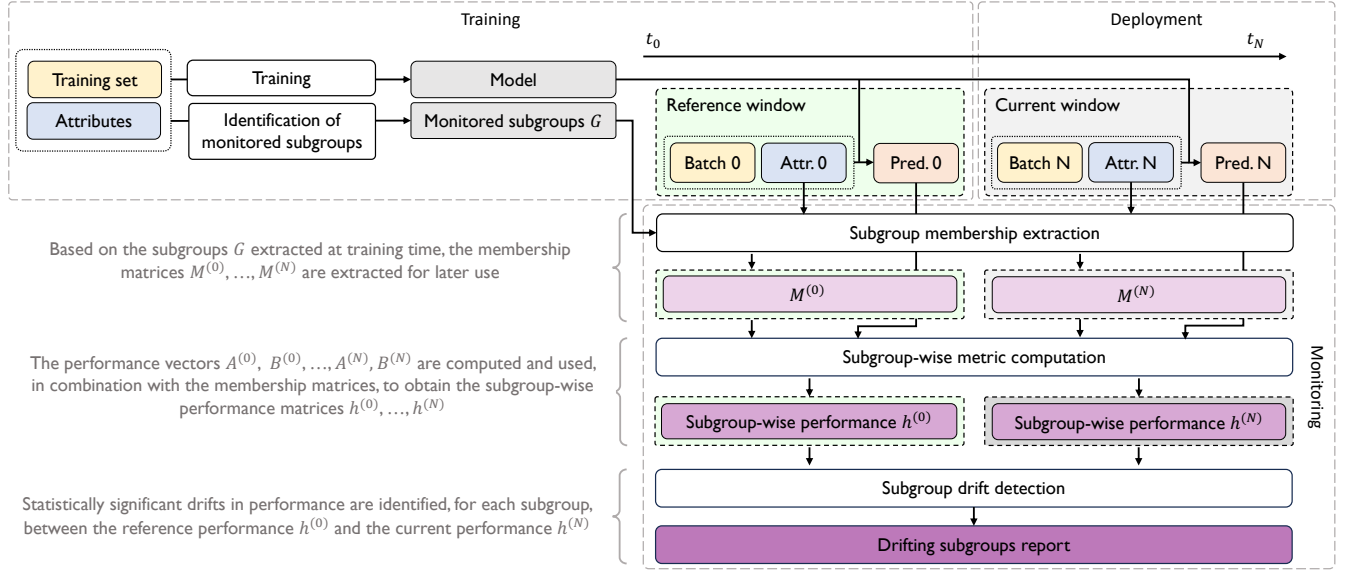 Training
Deployment
t₀
t_N
Training set
Training
Model
Attributes
Identification of
monitored subgroups
Monitored subgroups G
Reference window
Current window
Batch 0
Attr. 0
Pred. 0
Batch N
Attr. N
Pred. N
Based on the subgroups G extracted at training time, the membership
matrices M⁽⁰⁾, …, M⁽ᴺ⁾ are extracted for later use
Subgroup membership extraction
M⁽⁰⁾
M⁽ᴺ⁾
The performance vectors A⁽⁰⁾, B⁽⁰⁾, …, A⁽ᴺ⁾, B⁽ᴺ⁾ are computed and used,
in combination with the membership matrices, to obtain the subgroup-wise
performance matrices h⁽⁰⁾, …, h⁽ᴺ⁾
Subgroup-wise metric computation
Subgroup-wise performance h⁽⁰⁾
Subgroup-wise performance h⁽ᴺ⁾
Monitoring
Statistically significant drifts in performance are identified, for each subgroup,
between the reference performance h⁽⁰⁾ and the current performance h⁽ᴺ⁾
Subgroup drift detection
Drifting subgroups report